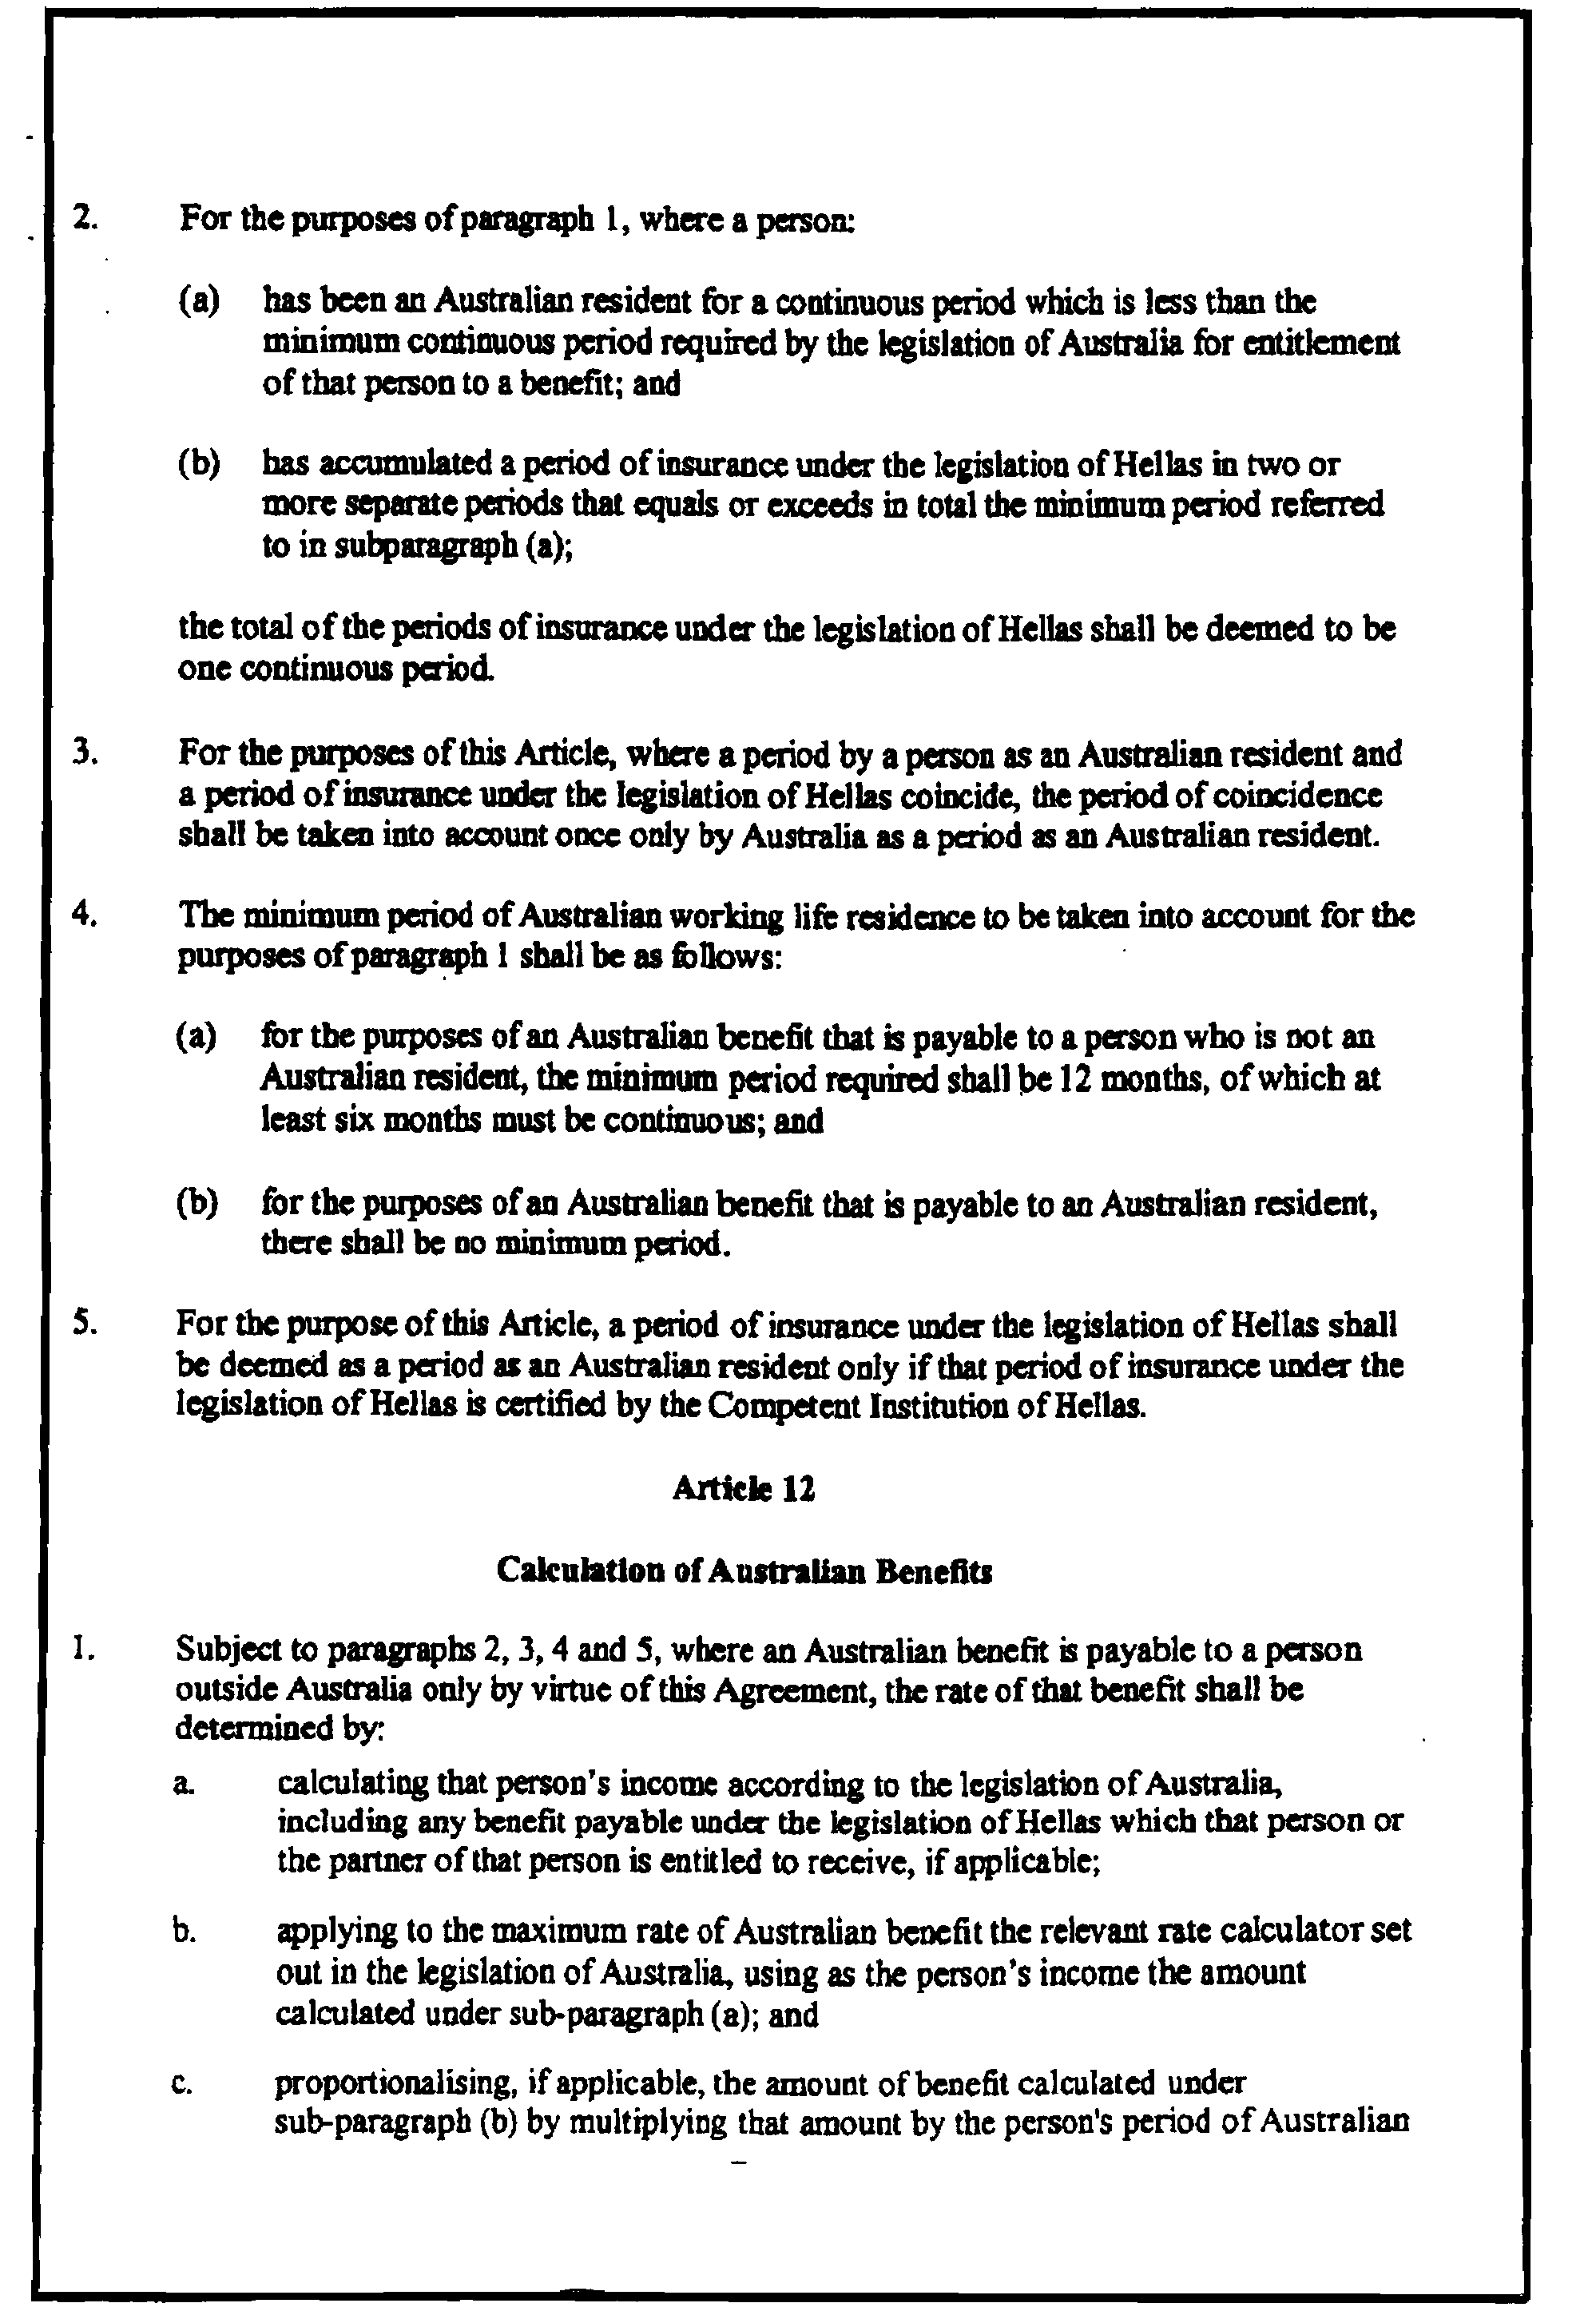 2. For the purposes of paragraph 1, where a person:
(a) has been an Australian resident for a continuous period which is less than the
minimum continuous period required by the legislation of Australia for entitlement
of that person to a benefit; and
(b) has accumulated a period of insurance under the legislation of Hellas in two or
more separate periods that equals or exceeds in total the minimum period referred
to in subparagraph (a);
the total of the periods of insurance under the legislation of Hellas shall be deemed to be
one continuous period.
3. For the purposes of this Article, where a period by a person as an Australian resident and
a period of insurance under the legislation of Hellas coincide, the period of coincidence
shall be taken into account once only by Australia as a period as an Australian resident.
4. The minimum period of Australian working life residence to be taken into account for the
purposes of paragraph 1 shall be as follows:
(a) for the purposes of an Australian benefit that is payable to a person who is not an
Australian resident, the minimum period required shall be 12 months, of which at
least six months must be continuous; and
(b) for the purposes of an Australian benefit that is payable to an Australian resident,
there shall be no minimum period.
5. For the purpose of this Article, a period of insurance under the legislation of Hellas shall
be deemed as a period as an Australian resident only if that period of insurance under the
legislation of Hellas is certified by the Competent Institution of Hellas.
Article 12
Calculation of Australian Benefits
1. Subject to paragraphs 2, 3, 4 and 5, where an Australian benefit is payable to a person
outside Australia only by virtue of this Agreement, the rate of that benefit shall be
determined by:
a. calculating that person's income according to the legislation of Australia,
including any benefit payable under the legislation of Hellas which that person or
the partner of that person is entitled to receive, if applicable;
b. applying to the maximum rate of Australian benefit the relevant rate calculator set
out in the legislation of Australia, using as the person's income the amount
calculated under sub-paragraph (a); and
c. proportionalising, if applicable, the amount of benefit calculated under
sub-paragraph (b) by multiplying that amount by the person's period of Australian